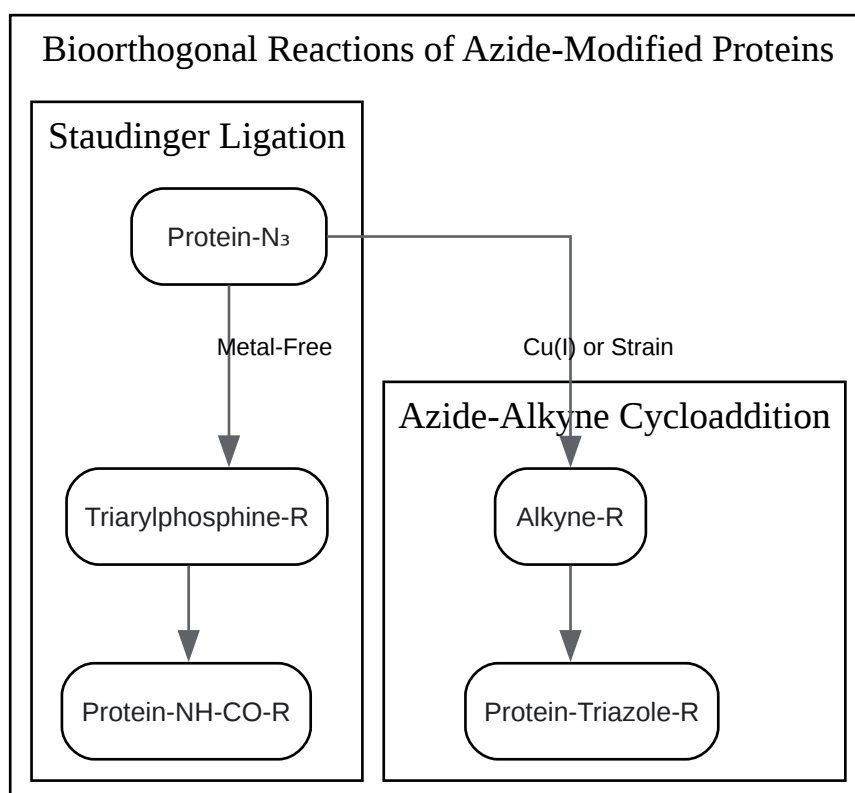 Bioorthogonal Reactions of Azide-Modified Proteins
Staudinger Ligation
Protein-N₃
Metal-Free
Cu(I) or Strain
Azide-Alkyne Cycloaddition
Triarylphosphine-R
Alkyne-R
Protein-NH-CO-R
Protein-Triazole-R